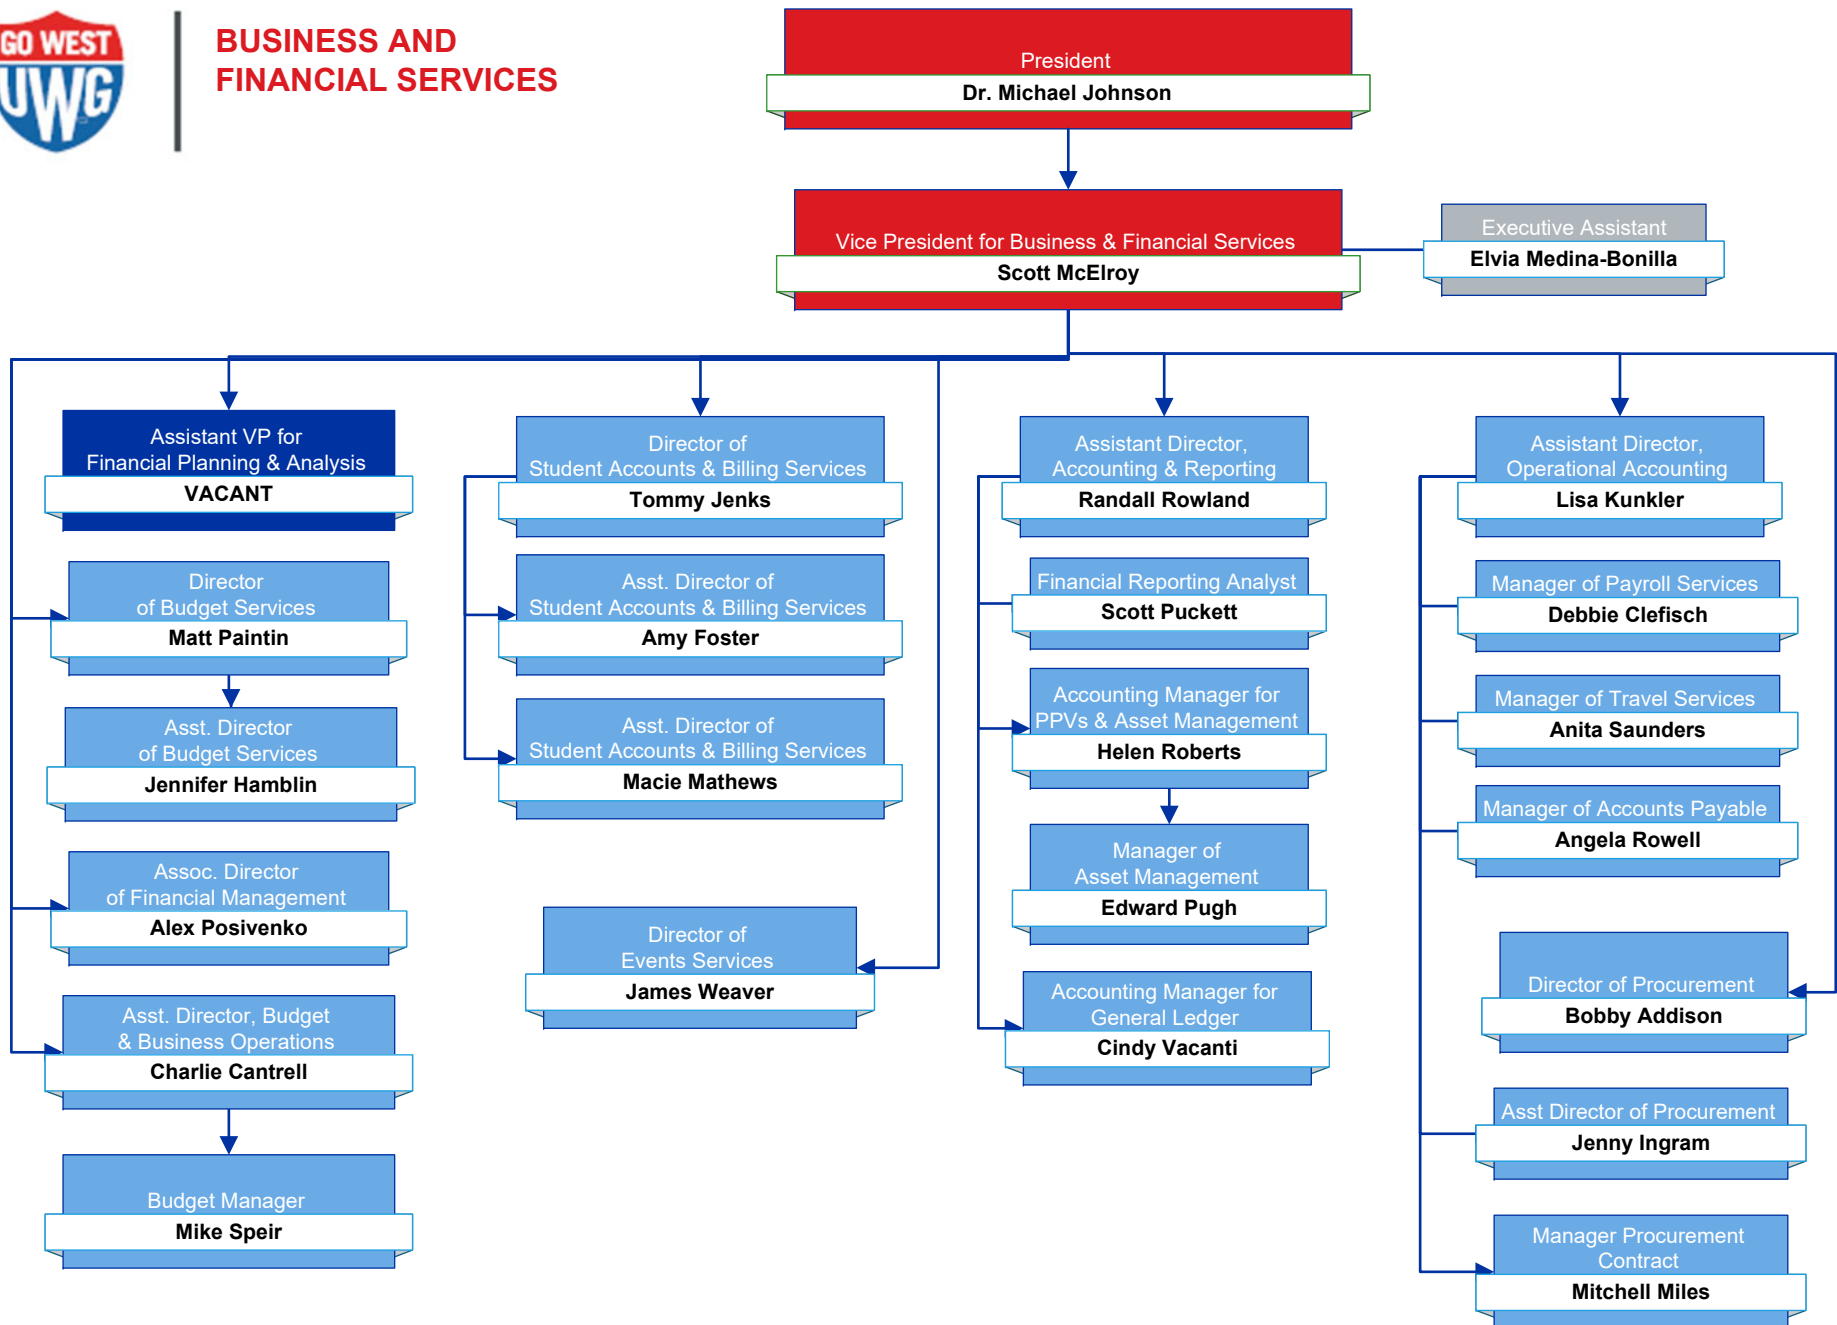 GO WEST
UWG
BUSINESS AND
FINANCIAL SERVICES
President
Dr. Michael Johnson
Vice President for Business & Financial Services
Scott McElroy
Executive Assistant
Elvia Medina-Bonilla
Assistant VP for
Financial Planning & Analysis
VACANT
Director
of Budget Services
Matt Paintin
Asst. Director
of Budget Services
Jennifer Hamblin
Assoc. Director
of Financial Management
Alex Posivenko
Asst. Director, Budget
& Business Operations
Charlie Cantrell
Budget Manager
Mike Speir
Director of
Student Accounts & Billing Services
Tommy Jenks
Asst. Director of
Student Accounts & Billing Services
Amy Foster
Asst. Director of
Student Accounts & Billing Services
Macie Mathews
Director of
Events Services
James Weaver
Assistant Director,
Accounting & Reporting
Randall Rowland
Financial Reporting Analyst
Scott Puckett
Accounting Manager for
PPVs & Asset Management
Helen Roberts
Manager of
Asset Management
Edward Pugh
Accounting Manager for
General Ledger
Cindy Vacanti
Assistant Director,
Operational Accounting
Lisa Kunkler
Manager of Payroll Services
Debbie Clefisch
Manager of Travel Services
Anita Saunders
Manager of Accounts Payable
Angela Rowell
Director of Procurement
Bobby Addison
Asst Director of Procurement
Jenny Ingram
Manager Procurement
Contract
Mitchell Miles